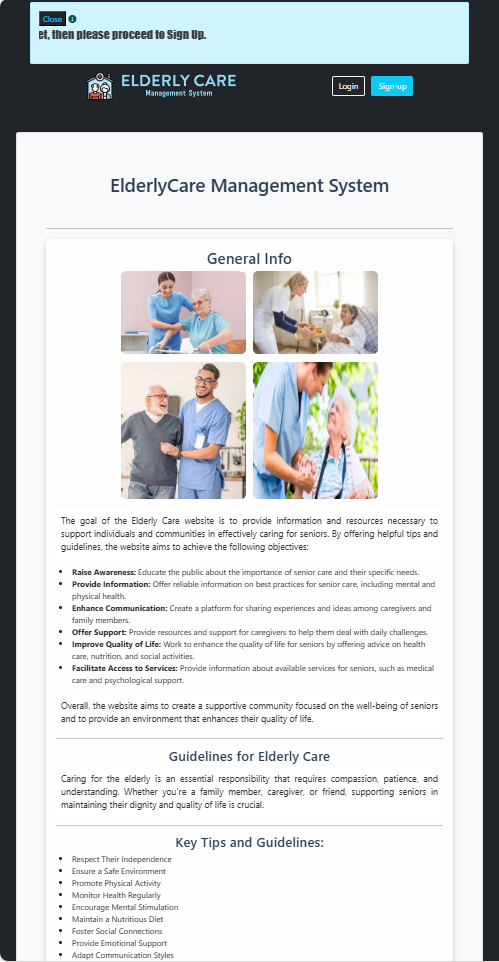 Close
et, then please proceed to Sign Up.
ELDERLY CARE
Management System
Login
Sign-up
ElderlyCare Management System
General Info
The goal of the Elderly Care website is to provide information and resources necessary to
support individuals and communities in effectively caring for seniors. By offering helpful tips and
guidelines, the website aims to achieve the following objectives:
Raise Awareness: Educate the public about the importance of senior care and their specific needs.
Provide Information: Offer reliable information on best practices for senior care, including mental and
physical health.
Enhance Communication: Create a platform for sharing experiences and ideas among caregivers and
family members.
Offer Support: Provide resources and support for caregivers to help them deal with daily challenges.
Improve Quality of Life: Work to enhance the quality of life for seniors by offering advice on health
care, nutrition, and social activities.
Facilitate Access to Services: Provide information about available services for seniors, such as medical
care and psychological support.
Overall, the website aims to create a supportive community focused on the well-being of seniors
and to provide an environment that enhances their quality of life.
Guidelines for Elderly Care
Caring for the elderly is an essential responsibility that requires compassion, patience, and
understanding. Whether you're a family member, caregiver, or friend, supporting seniors in
maintaining their dignity and quality of life is crucial.
Key Tips and Guidelines:
Respect Their Independence
Ensure a Safe Environment
Promote Physical Activity
Monitor Health Regularly
Encourage Mental Stimulation
Maintain a Nutritious Diet
Foster Social Connections
Provide Emotional Support
Adapt Communication Styles